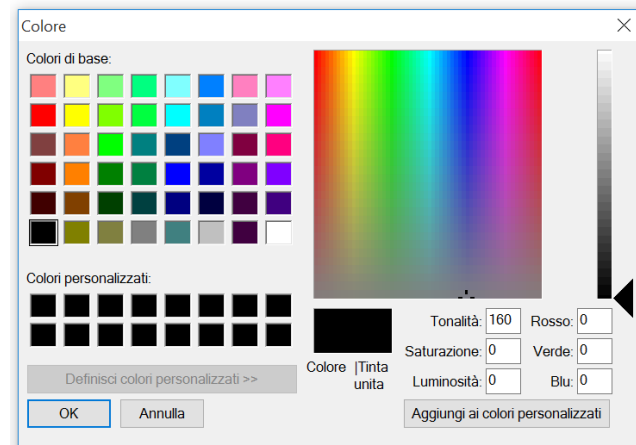 Colore
Colori di base:
Colori personalizzati:
Definisci colori personalizzati >>
OK Annulla
Colore |Tinta
unita
Tonalità: 160 Rosso: 0
Saturazione: 0 Verde: 0
Luminosità: 0 Blu: 0
Aggiungi ai colori personalizzati